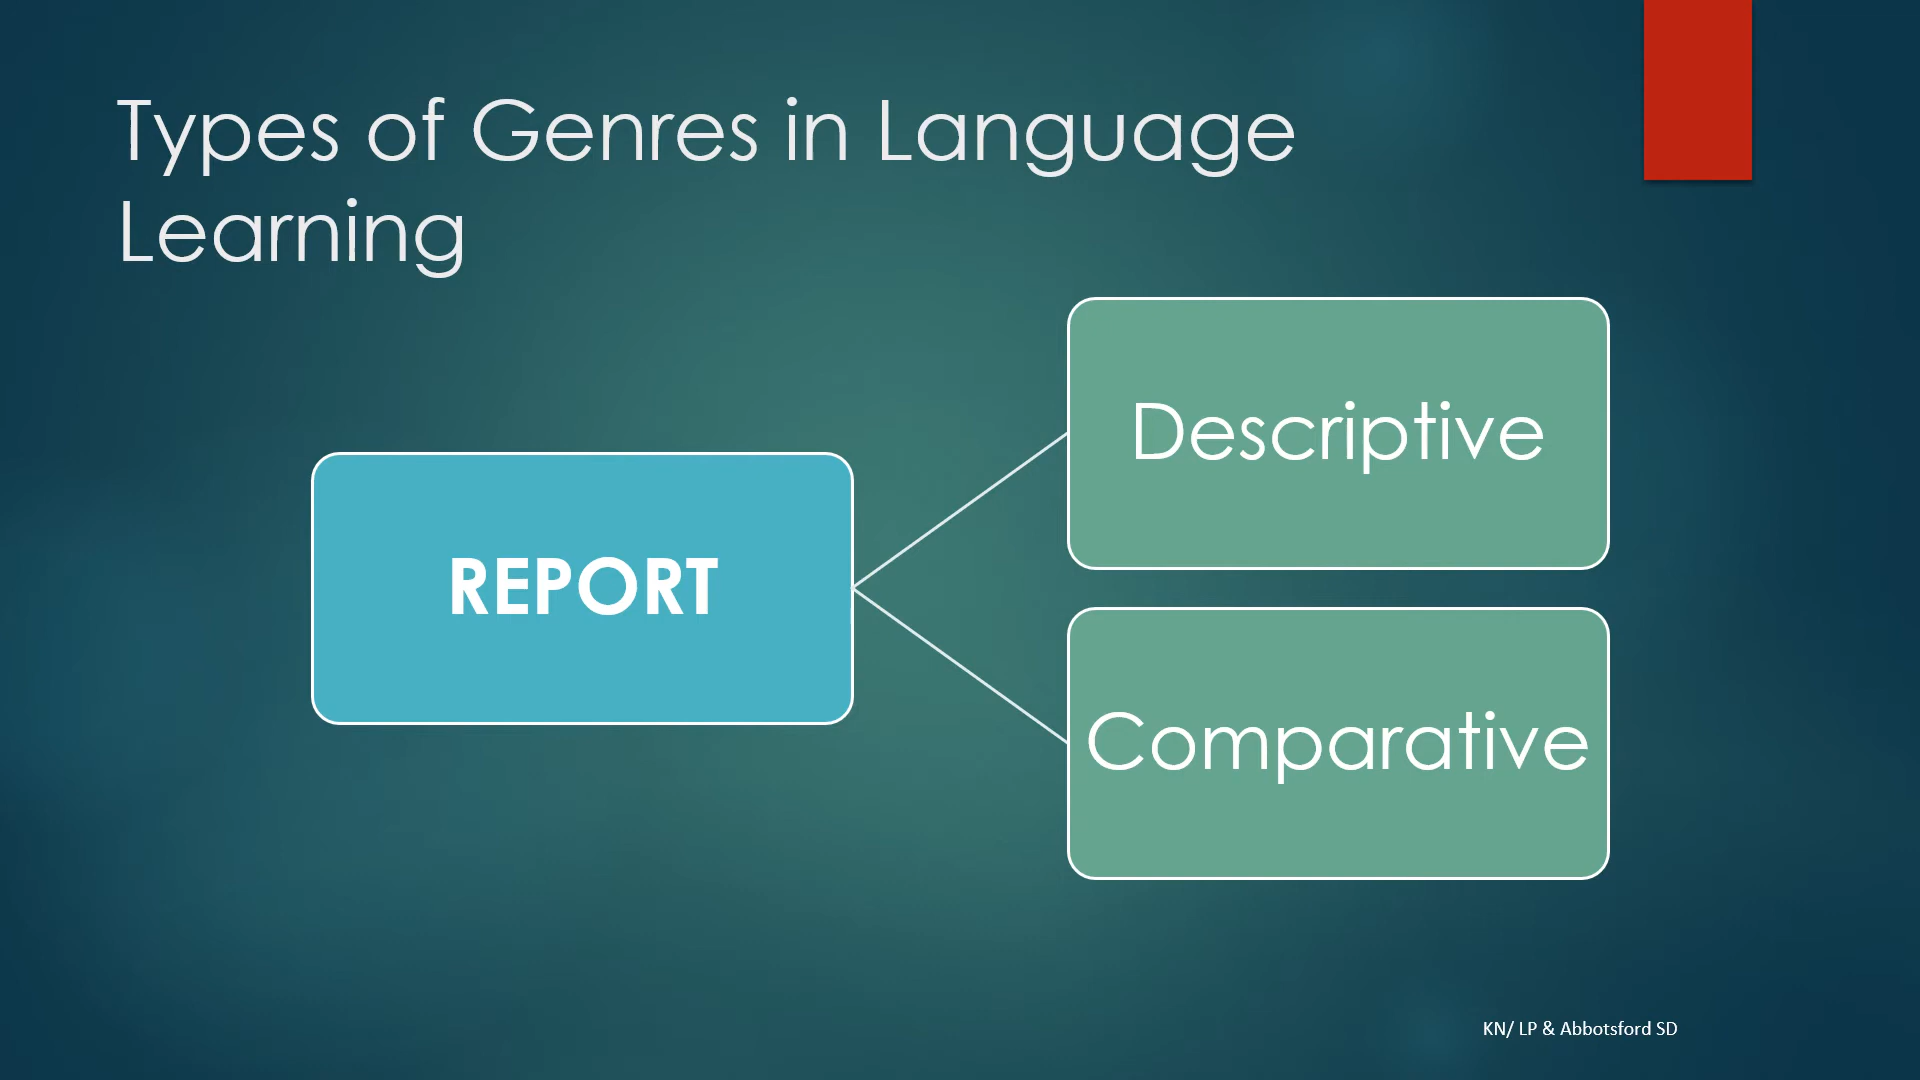 Types of Genres in Language
Learning
REPORT
Descriptive
Comparative
KN/ LP & Abbotsford SD